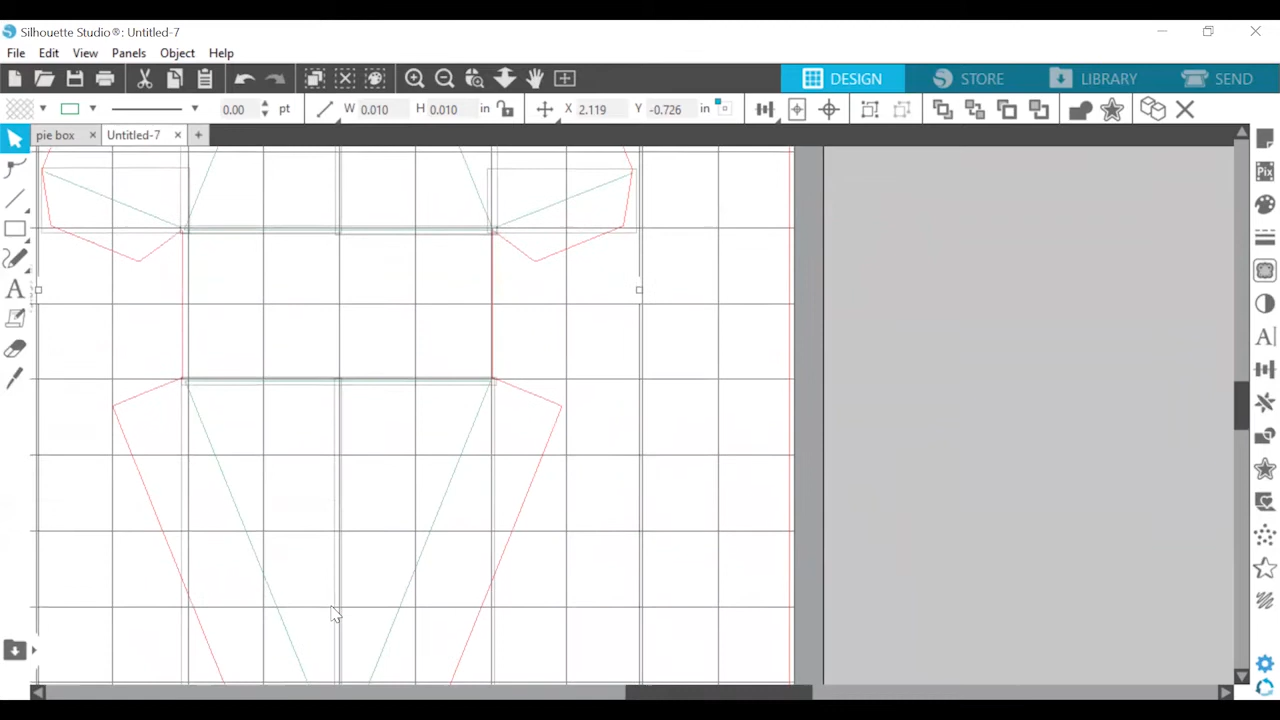 Silhouette Studio®: Untitled-7
File Edit View Panels Object Help
DESIGN STORE LIBRARY SEND
0.00 pt W 0.010 H 0.010 in X 2.119 Y -0.726 in
pie box Untitled-7
A
Pix
A